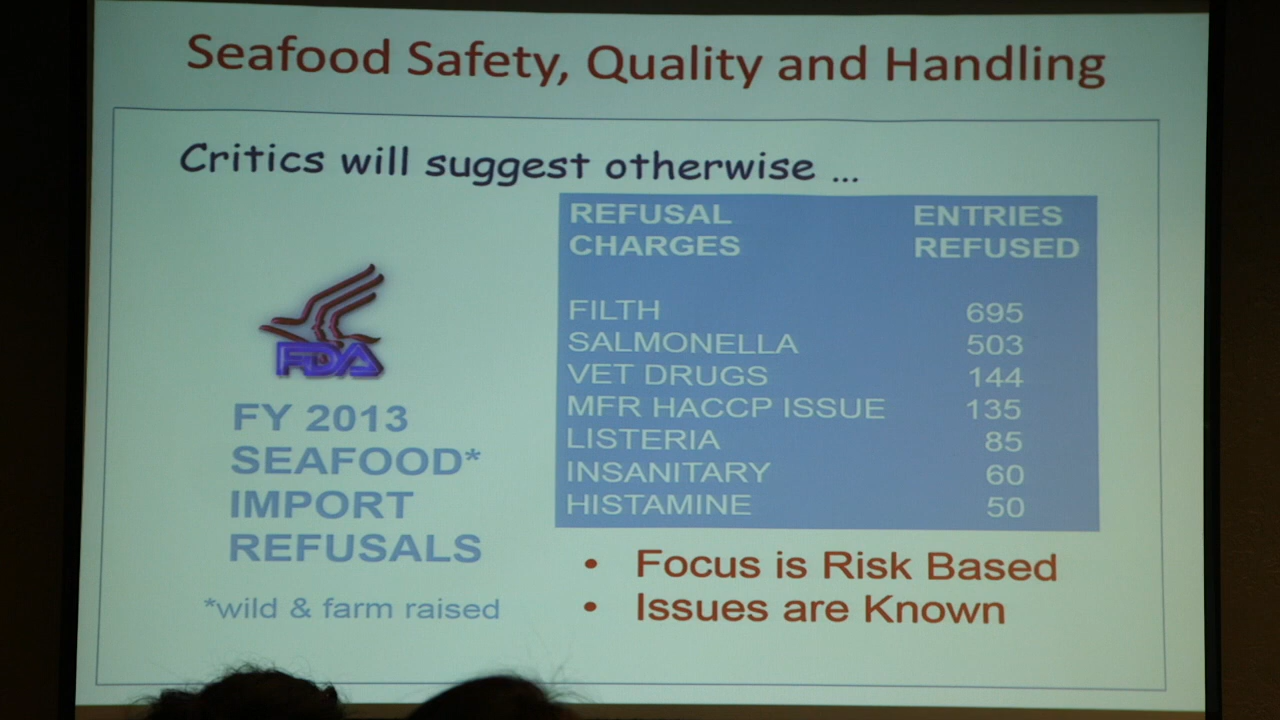 Seafood Safety, Quality and Handling
Critics will suggest otherwise ...
REFUSAL CHARGES ENTRIES REFUSED
FILTH 695
SALMONELLA 503
VET DRUGS 144
MFR HACCP ISSUE 135
LISTERIA 85
INSANITARY 60
HISTAMINE 50
FDA
FY 2013
SEAFOOD*
IMPORT
REFUSALS
*wild & farm raised
• Focus is Risk Based
• Issues are Known